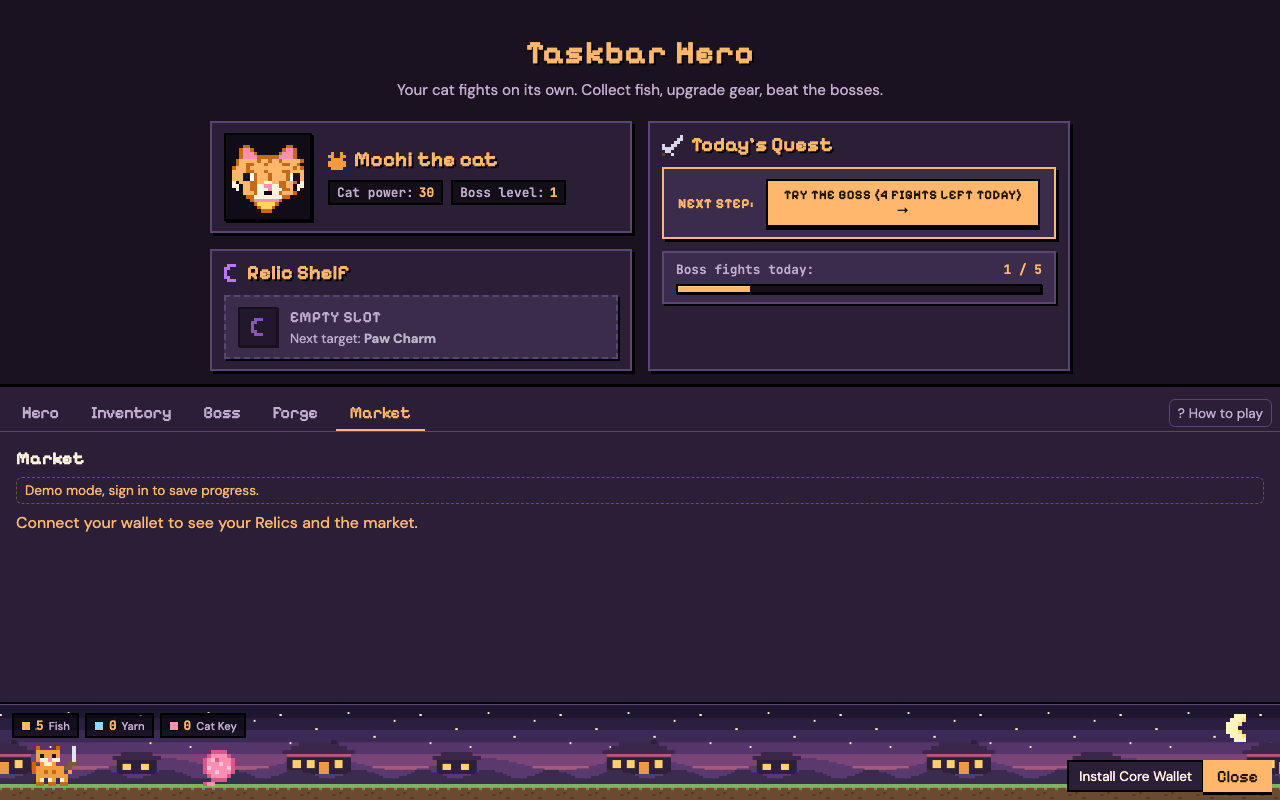 Taskbar Hero
Your cat fights on its own. Collect fish, upgrade gear, beat the bosses.
Mochi the cat
Cat power: 30
Boss level: 1
Relic Shelf
EMPTY SLOT
Next target: Paw Charm
Today's Quest
NEXT STEP:
TRY THE BOSS (4 FIGHTS LEFT TODAY)
→
Boss fights today: 1 / 5
Hero
Inventory
Boss
Forge
Market
? How to play
Market
Demo mode, sign in to save progress.
Connect your wallet to see your Relics and the market.
5 Fish
0 Yarn
0 Cat Key
Install Core Wallet
Close